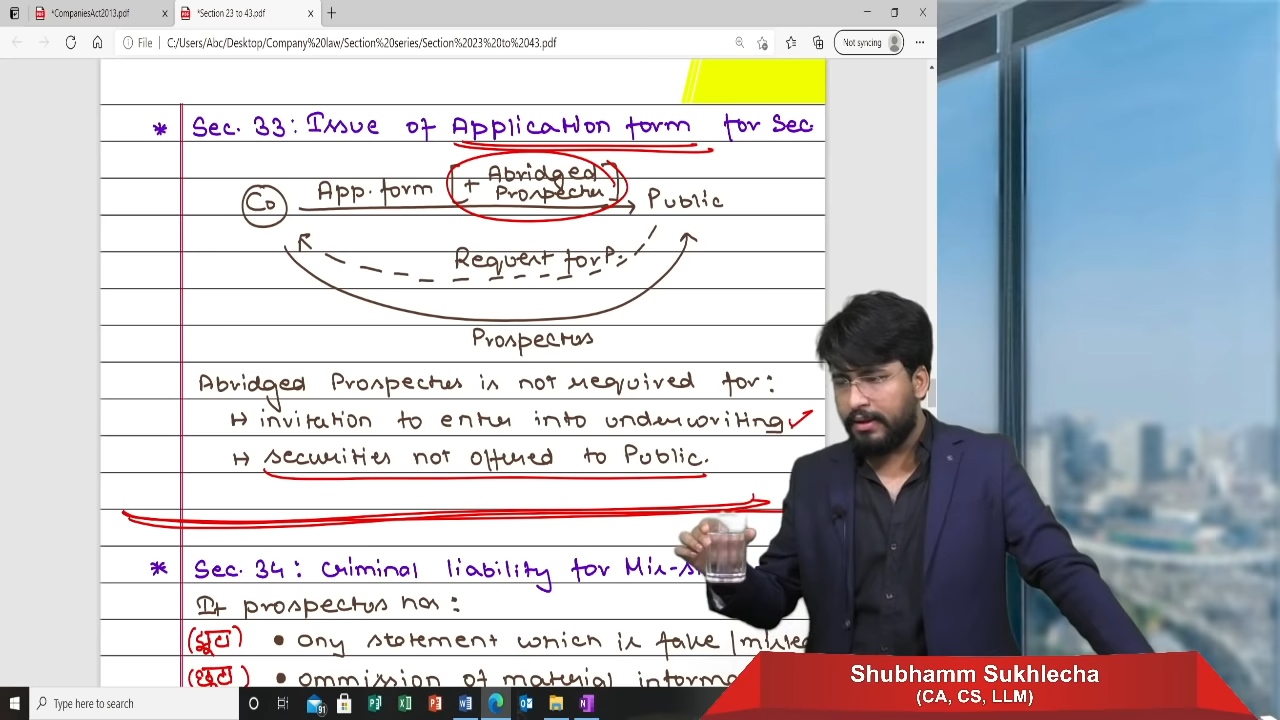 *CompaniesAct2013.pdf
*Section 23 to 43.pdf
File
C:/Users/Abc/Desktop/Company%20law/Section%20series/Section%2023%20to%2043.pdf
Not syncing
* Sec. 33: Issue of Application form for Sec
Co
App. form [+ Abridged Prospectus]
Public
Request for P.
Prospectus
Abridged Prospectus is not required for:
↦ invitation to enter into underwriting ✓
↦ securities not offered to Public.
* Sec. 34: Criminal liability for Mis-s
If prospectus has:
(झूठा) • any statement which is fake /
(छूटा) • ommission of material informa
Shubhamm Sukhlecha
(CA, CS, LLM)
Type here to search
91